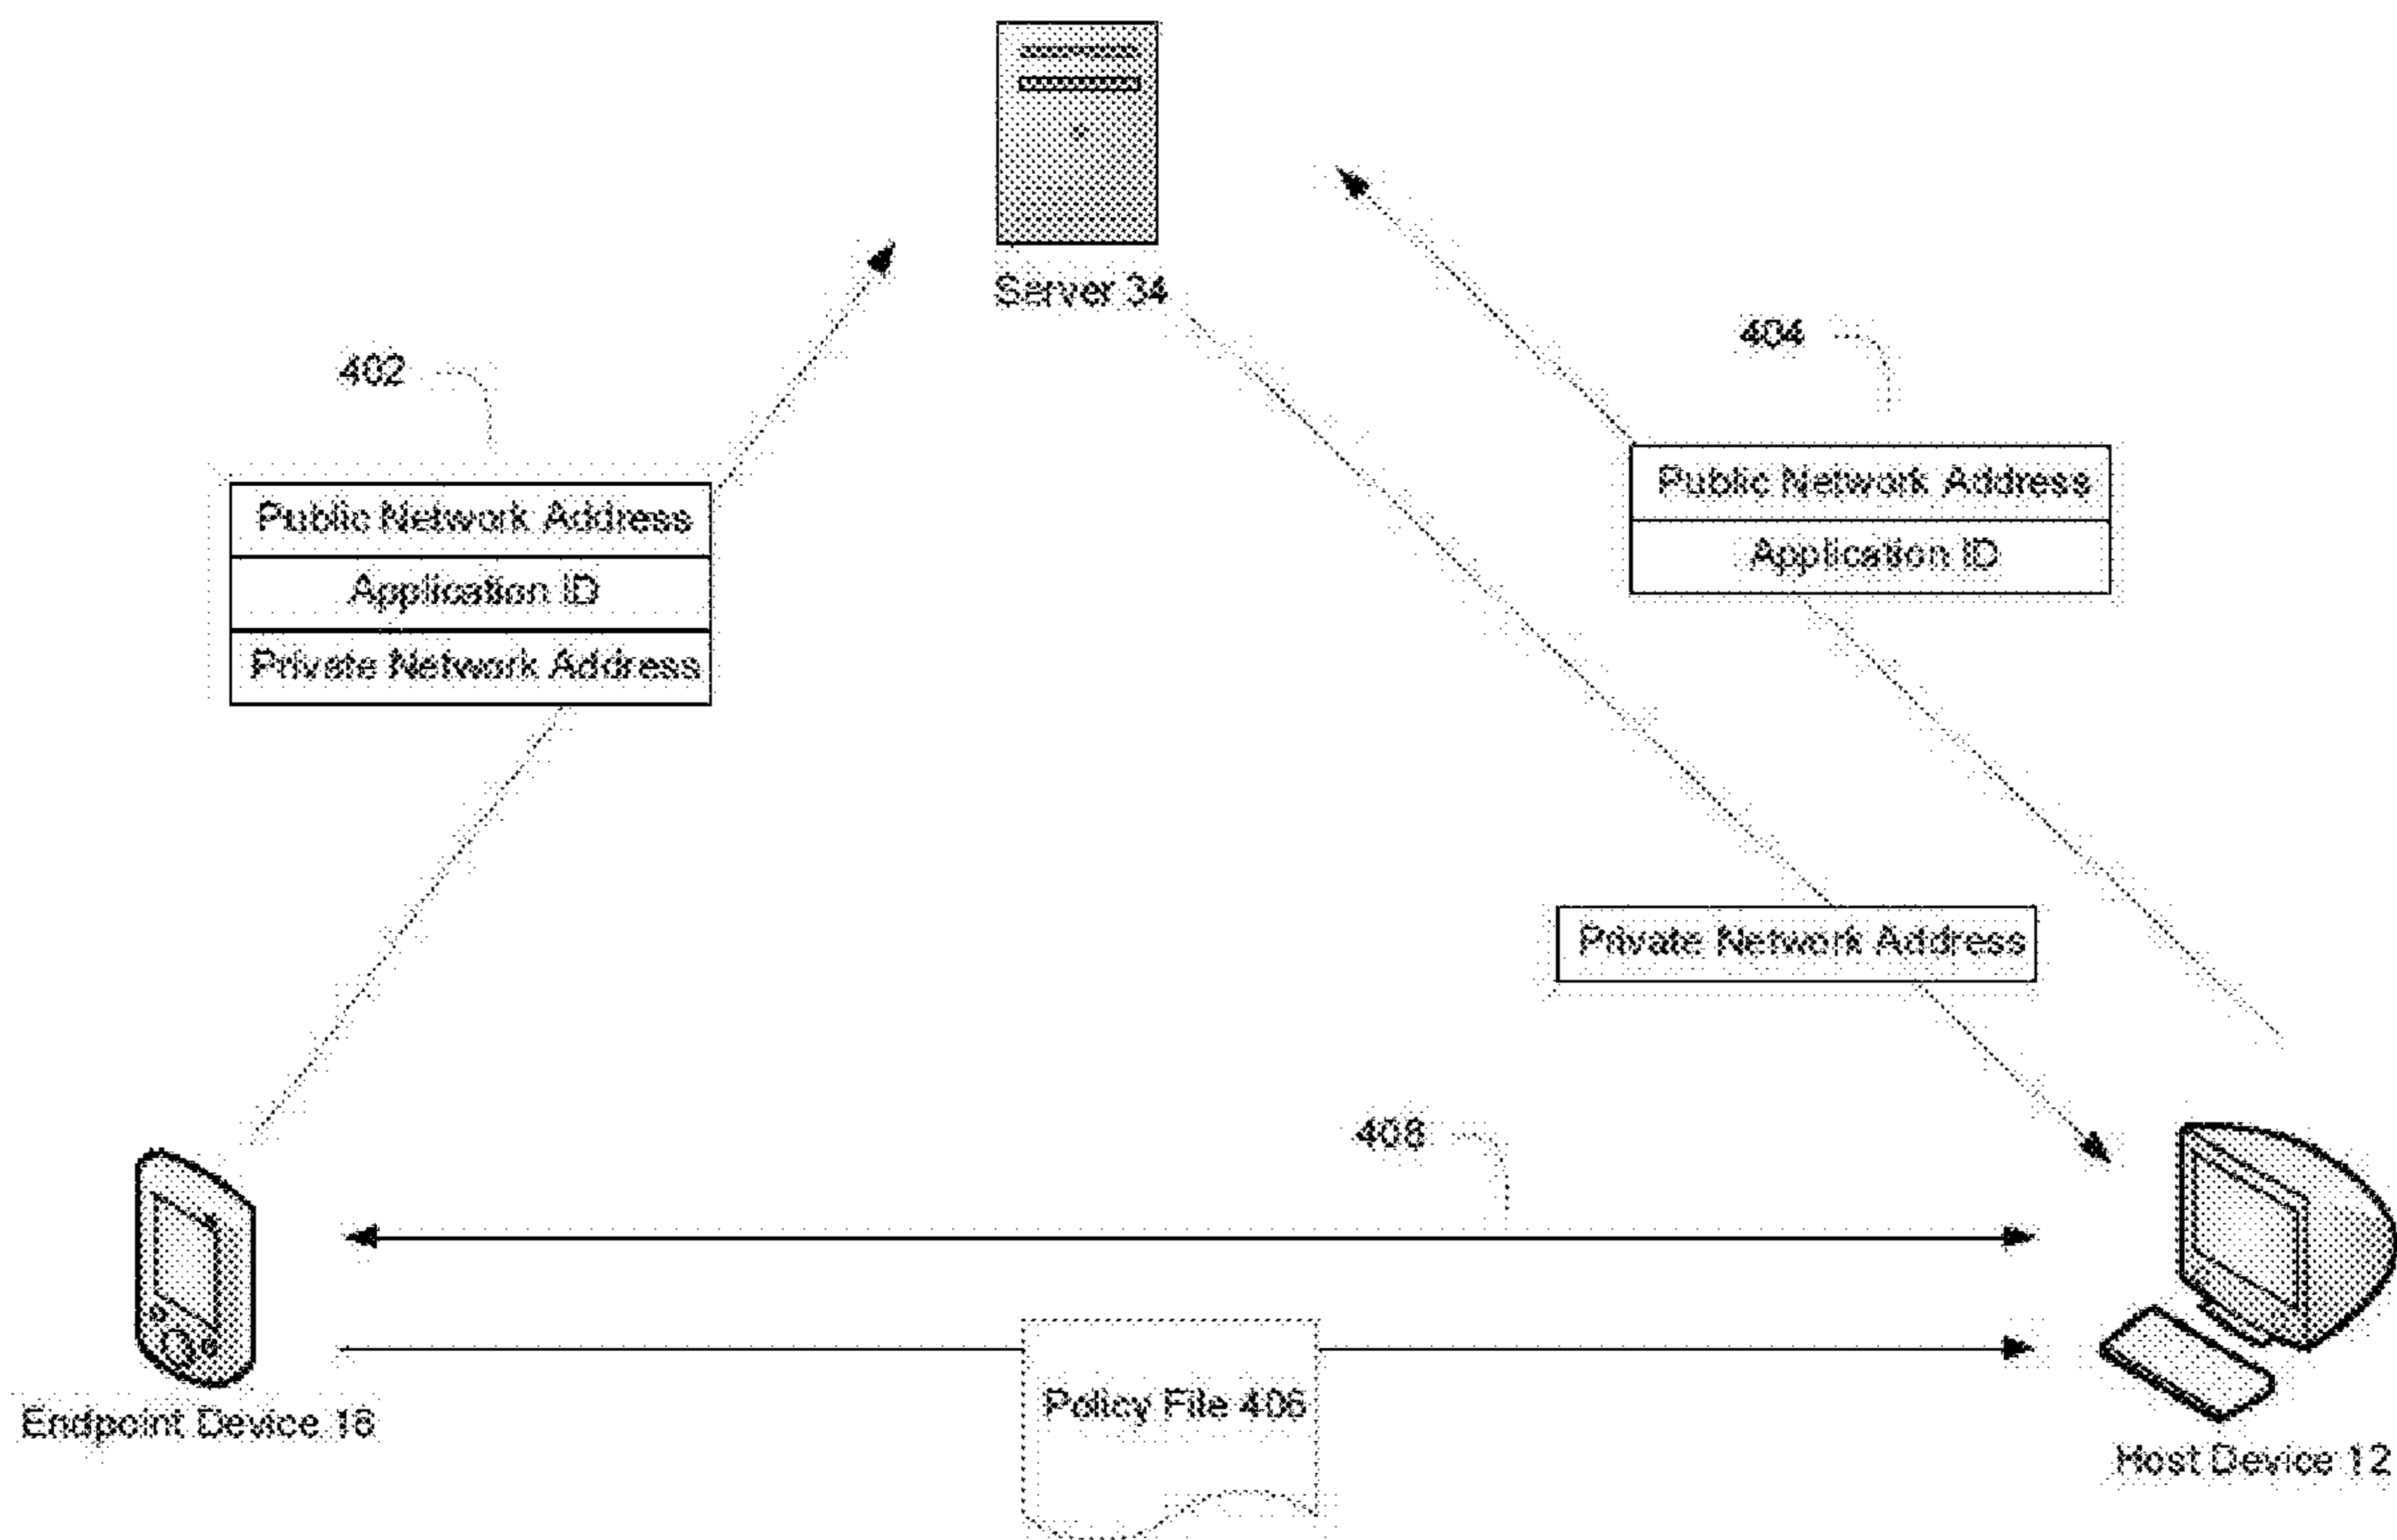 Server 34
402
404
Public Network Address
Application ID
Private Network Address
Public Network Address
Application ID
Private Network Address
408
Policy File 406
Endpoint Device 18
Host Device 12